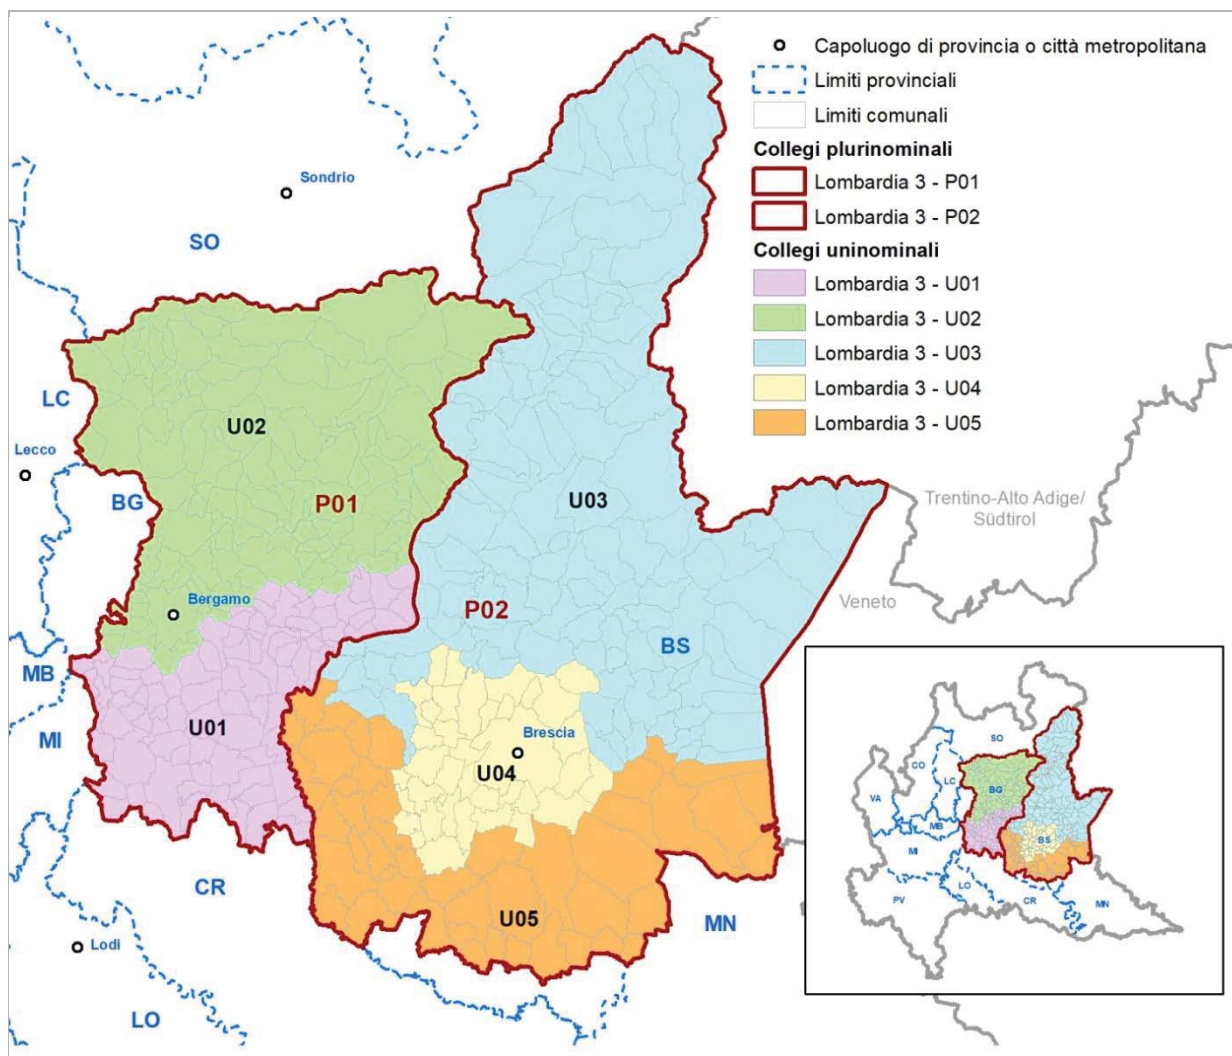 Capoluogo di provincia o città metropolitana
Limiti provinciali
Limiti comunali
Collegi plurinominali
Lombardia 3 - P01
Lombardia 3 - P02
Collegi uninominali
Lombardia 3 - U01
Lombardia 3 - U02
Lombardia 3 - U03
Lombardia 3 - U04
Lombardia 3 - U05
Sondrio
SO
LC
U02
Lecco
BG
P01
U03
Trentino-Alto Adige/
Südtirol
Bergamo
Veneto
P02
BS
MB
U01
MI
Brescia
U04
CR
U05
MN
Lodi
LO
SO
CO
LC
BG
VA
MB
BS
MI
LO
PV
CR
MN